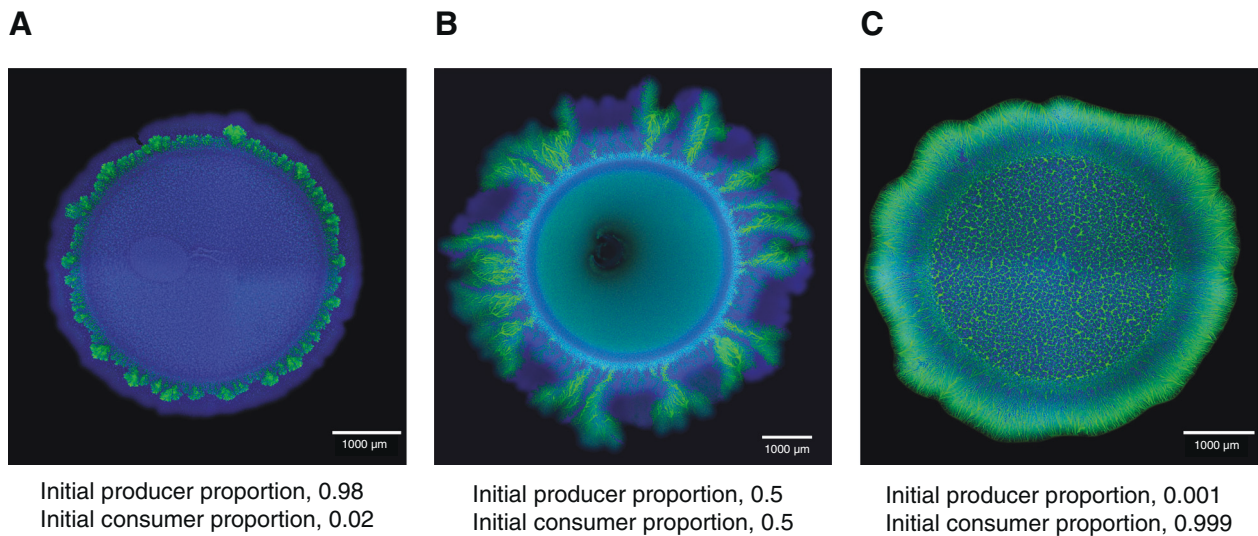 A
B
C
1000 µm
1000 µm
1000 µm
Initial producer proportion, 0.98
Initial consumer proportion, 0.02
Initial producer proportion, 0.5
Initial consumer proportion, 0.5
Initial producer proportion, 0.001
Initial consumer proportion, 0.999